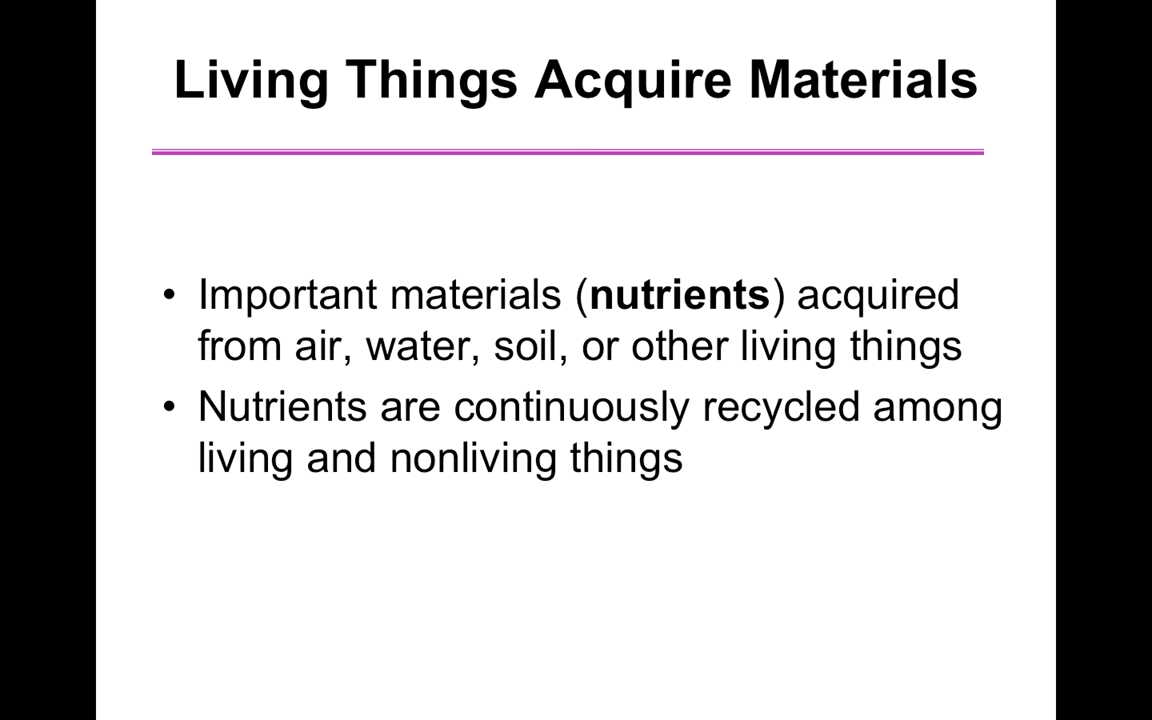 Living Things Acquire Materials
• Important materials (nutrients) acquired
from air, water, soil, or other living things
• Nutrients are continuously recycled among
living and nonliving things